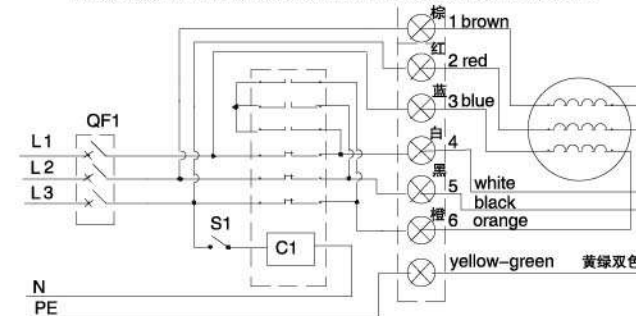 棕
1 brown
红
2 red
蓝
3 blue
QF1
白
4
L1
L2
黑
5
white
L3
black
橙
6
orange
S1
C1
yellow-green 黄绿双色
N
PE